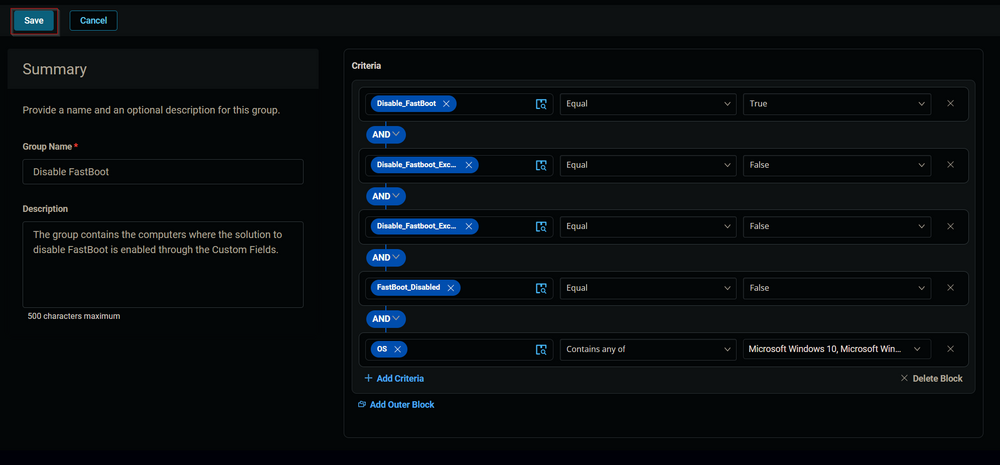 Save Cancel
Summary
Provide a name and an optional description for this group.
Group Name*
Disable FastBoot
Description
The group contains the computers where the solution to
disable FastBoot is enabled through the Custom Fields.
500 characters maximum
Criteria
Disable_FastBoot Equal True
AND
Disable_Fastboot_Exc... Equal False
AND
Disable_Fastboot_Exc... Equal False
AND
FastBoot_Disabled Equal False
AND
OS Contains any of Microsoft Windows 10, Microsoft Win...
+ Add Criteria Delete Block
Add Outer Block